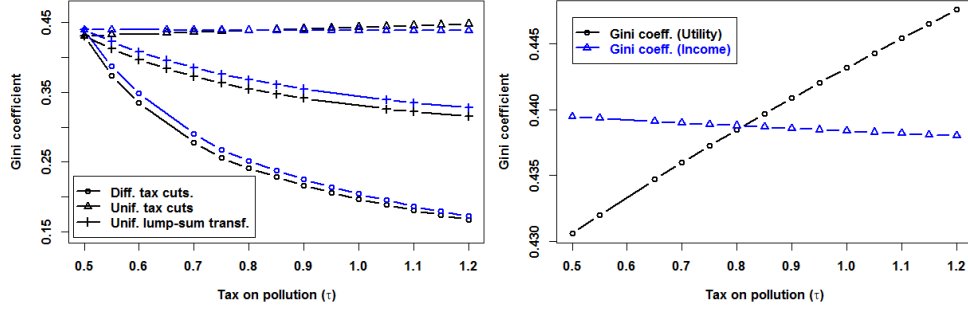 0.45
0.35
0.25
0.15
Gini coefficient
Diff. tax cuts.
Unif. tax cuts
Unif. lump-sum transf.
0.5 0.6 0.7 0.8 0.9 1.0 1.1 1.2
Tax on pollution (τ)
0.445
0.440
0.435
0.430
Gini coefficient
Gini coeff. (Utility)
Gini coeff. (Income)
0.5 0.6 0.7 0.8 0.9 1.0 1.1 1.2
Tax on pollution (τ)